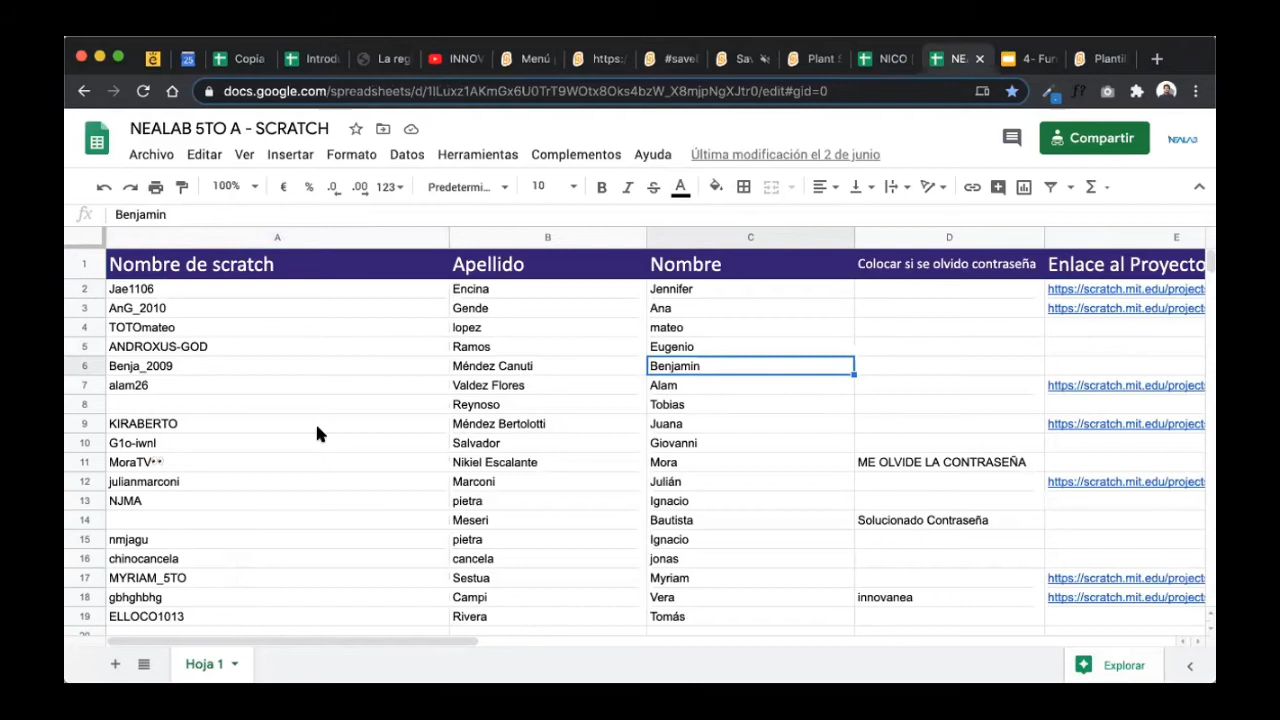 Copia
Introdu
La reg
INNOV
Menú
https:/
#savel
Sav
Plant S
NICO
NEA
4- Fun
Plantil
docs.google.com/spreadsheets/d/1lLuxz1AKmGx6U0TrT9WOtx8Oks4bzW_X8mjpNgXJtr0/edit#gid=0
NEALAB 5TO A - SCRATCH
Compartir
NEALAB
Archivo Editar Ver Insertar Formato Datos Herramientas Complementos Ayuda Última modificación el 2 de junio
100% € % .0 .00 123 Predetermi... 10 B I S A
fx Benjamin
A B C D E
1 Nombre de scratch Apellido Nombre Colocar si se olvido contraseña Enlace al Proyecto
2 Jae1106 Encina Jennifer https://scratch.mit.edu/project
3 AnG_2010 Gende Ana https://scratch.mit.edu/project
4 TOTOmateo lopez mateo
5 ANDROXUS-GOD Ramos Eugenio
6 Benja_2009 Méndez Canuti Benjamin
7 alam26 Valdez Flores Alam https://scratch.mit.edu/project
8 Reynoso Tobias
9 KIRABERTO Méndez Bertolotti Juana https://scratch.mit.edu/project
10 G1o-iwnl Salvador Giovanni
11 MoraTV👀 Nikiel Escalante Mora ME OLVIDE LA CONTRASEÑA
12 julianmarconi Marconi Julián https://scratch.mit.edu/project
13 NJMA pietra Ignacio
14 Meseri Bautista Solucionado Contraseña
15 nmjagu pietra Ignacio
16 chinocancela cancela jonas
17 MYRIAM_5TO Sestua Myriam https://scratch.mit.edu/project
18 gbhghbhg Campi Vera innovanea https://scratch.mit.edu/project
19 ELLOCO1013 Rivera Tomás
Hoja 1
Explorar